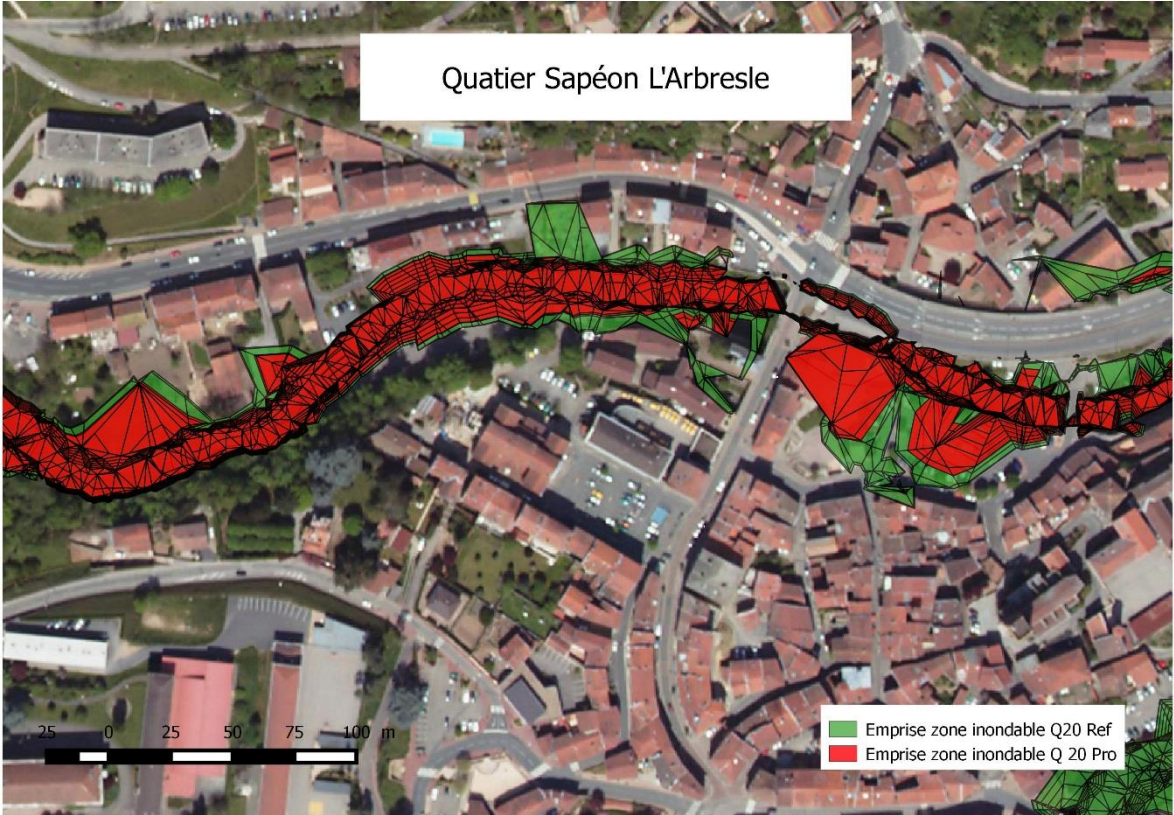 Quatier Sapéon L'Arbresle
25 0 25 50 75 100 m
Emprise zone inondable Q20 Ref
Emprise zone inondable Q 20 Pro